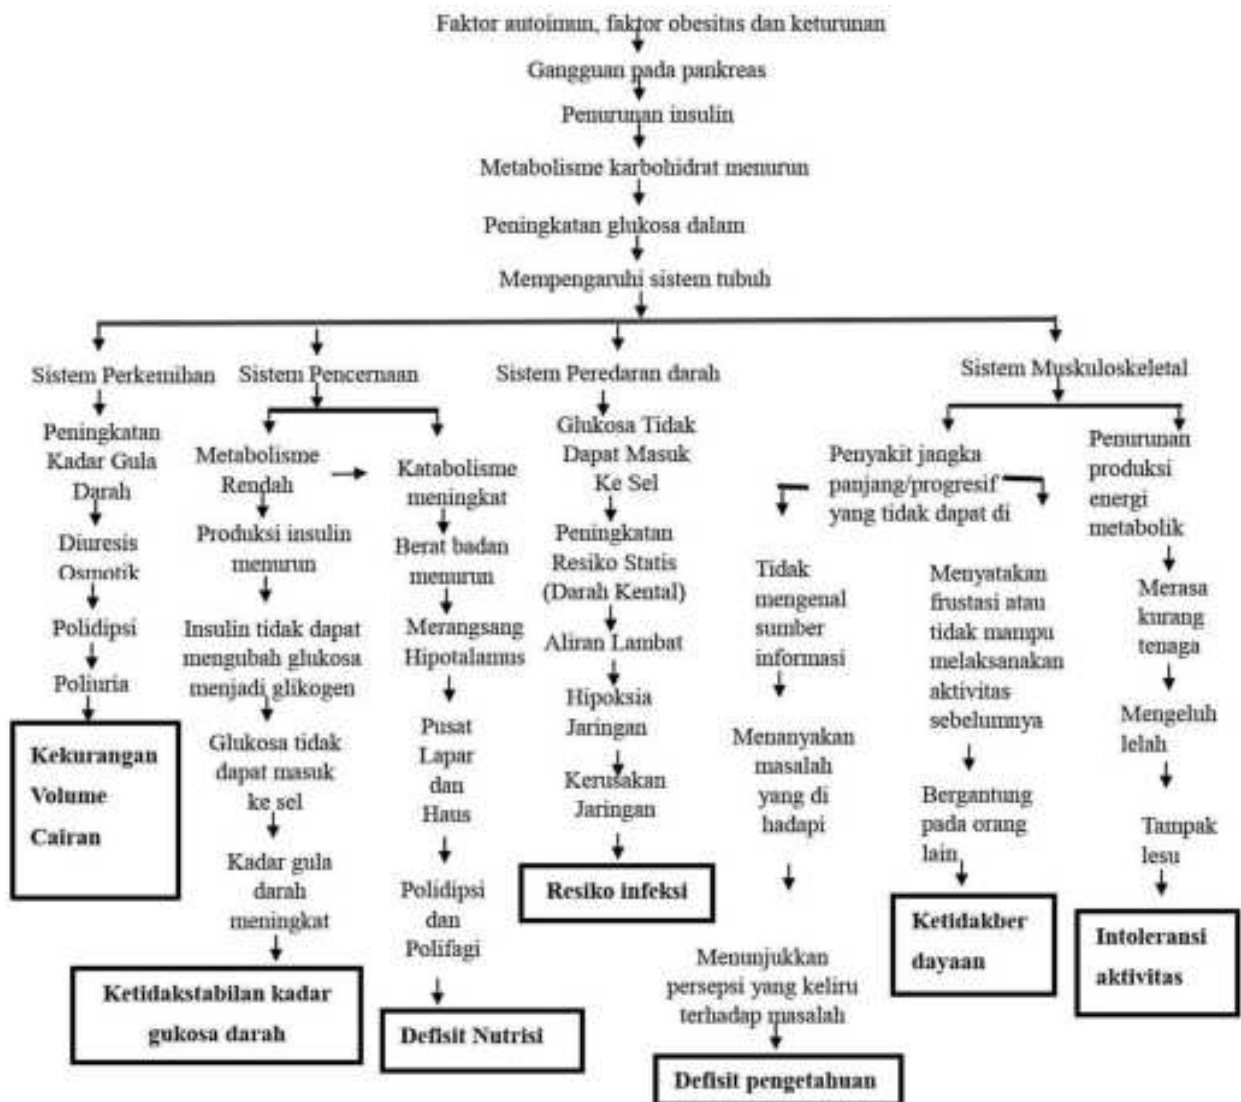 Faktor autoimun, faktor obesitas dan keturunan
Gangguan pada pankreas
Penurunan insulin
Metabolisme karbohidrat menurun
Peningkatan glukosa dalam
Mempengaruhi sistem tubuh
Sistem Perkemihan
Peningkatan
Kadar Gula
Darah
Diuresis
Osmotik
Polidipsi
Poliuria
Kekurangan
Volume
Cairan
Sistem Pencernaan
Metabolisme
Rendah
Produksi insulin
menurun
Insulin tidak dapat
mengubah glukosa
menjadi glikogen
Glukosa tidak
dapat masuk
ke sel
Kadar gula
darah
meningkat
Ketidakstabilan kadar
gukosa darah
Katabolisme
meningkat
Berat badan
menurun
Merangsang
Hipotalamus
Pusat
Lapar
dan
Haus
Polidipsi
dan
Polifagi
Defisit Nutrisi
Sistem Peredaran darah
Glukosa Tidak
Dapat Masuk
Ke Sel
Peningkatan
Resiko Statis
(Darah Kental)
Aliran Lambat
Hipoksia
Jaringan
Kerusakan
Jaringan
Resiko infeksi
Sistem Muskuloskeletal
Penyakit jangka
panjang/progresif
yang tidak dapat di
Tidak
mengenal
sumber
informasi
Menanyakan
masalah
yang di
hadapi
Menunjukkan
persepsi yang keliru
terhadap masalah
Defisit pengetahuan
Menyatakan
frustasi atau
tidak mampu
melaksanakan
aktivitas
sebelumnya
Bergantung
pada orang
lain
Ketidakber
dayaan
Penurunan
produksi
energi
metabolik
Merasa
kurang
tenaga
Mengeluh
lelah
Tampak
lesu
Intoleransi
aktivitas